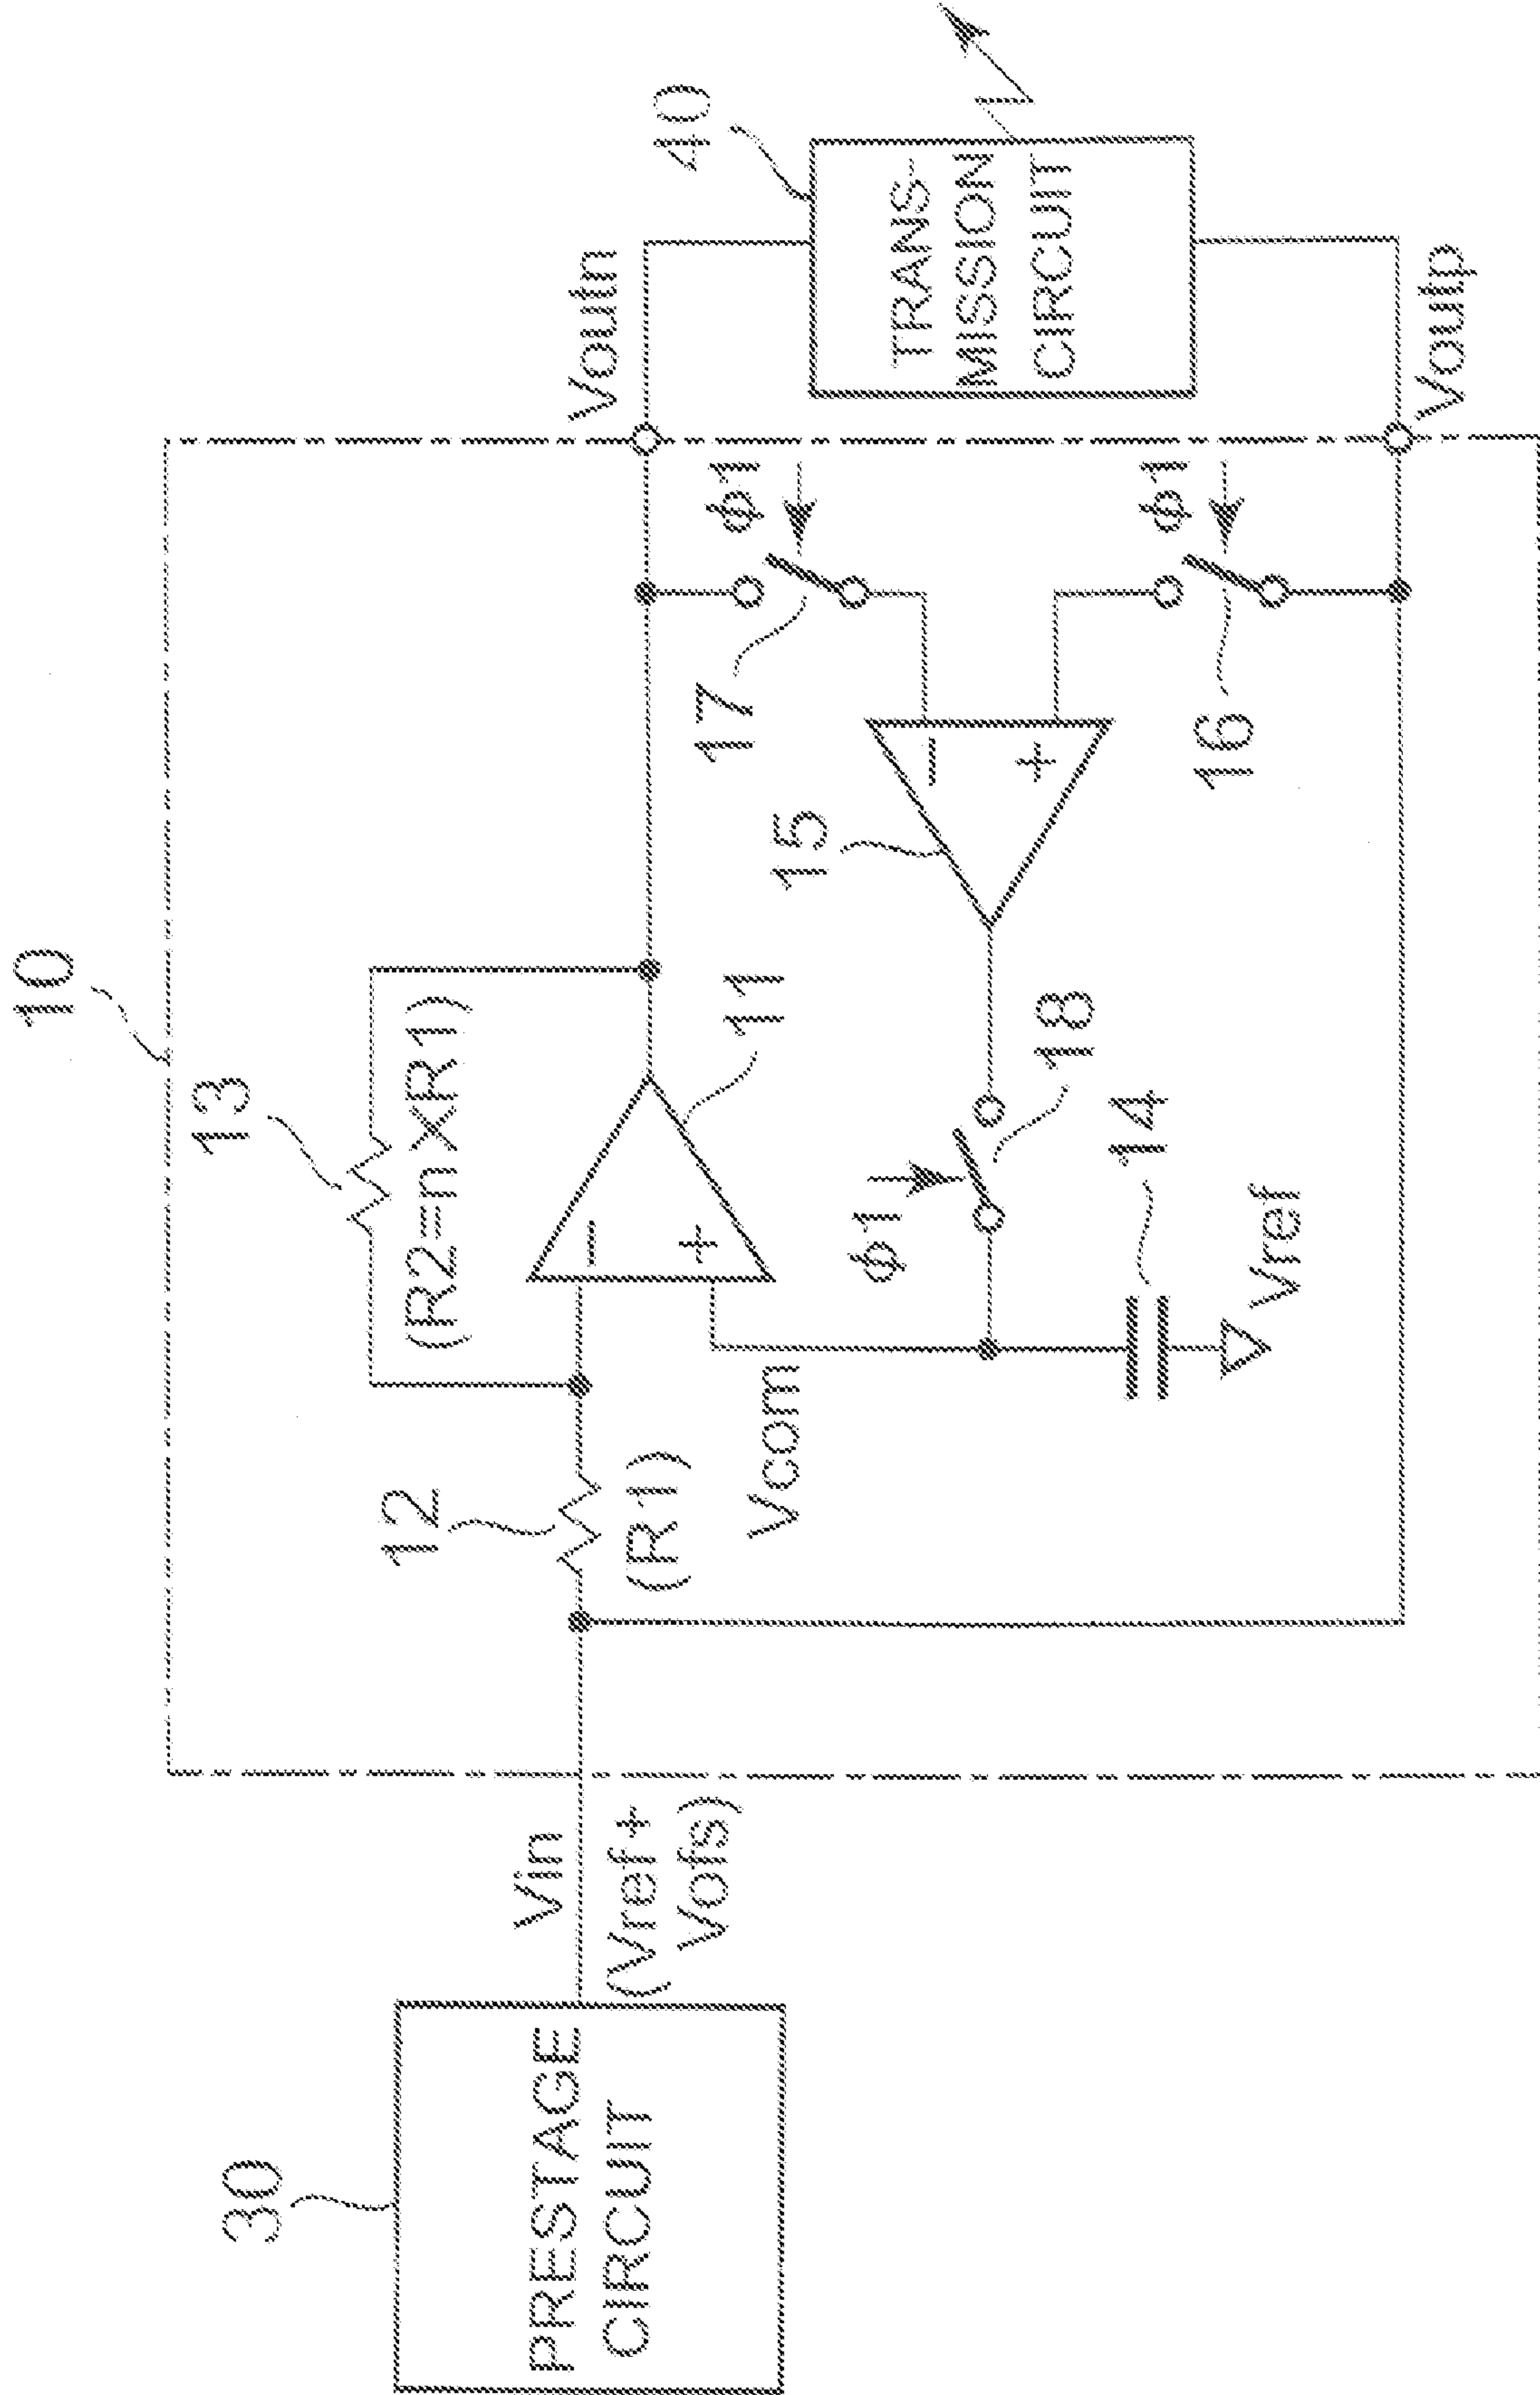 10
13
(R2=n×R1)
12
(R1)
11
Vcom
30
PRESTAGE
CIRCUIT
Vin
(Vref+
Vofs)
ϕ1
18
14
Vref
15
17
ϕ1
16
ϕ1
Voutn
Voutp
40
TRANS-
MISSION
CIRCUIT